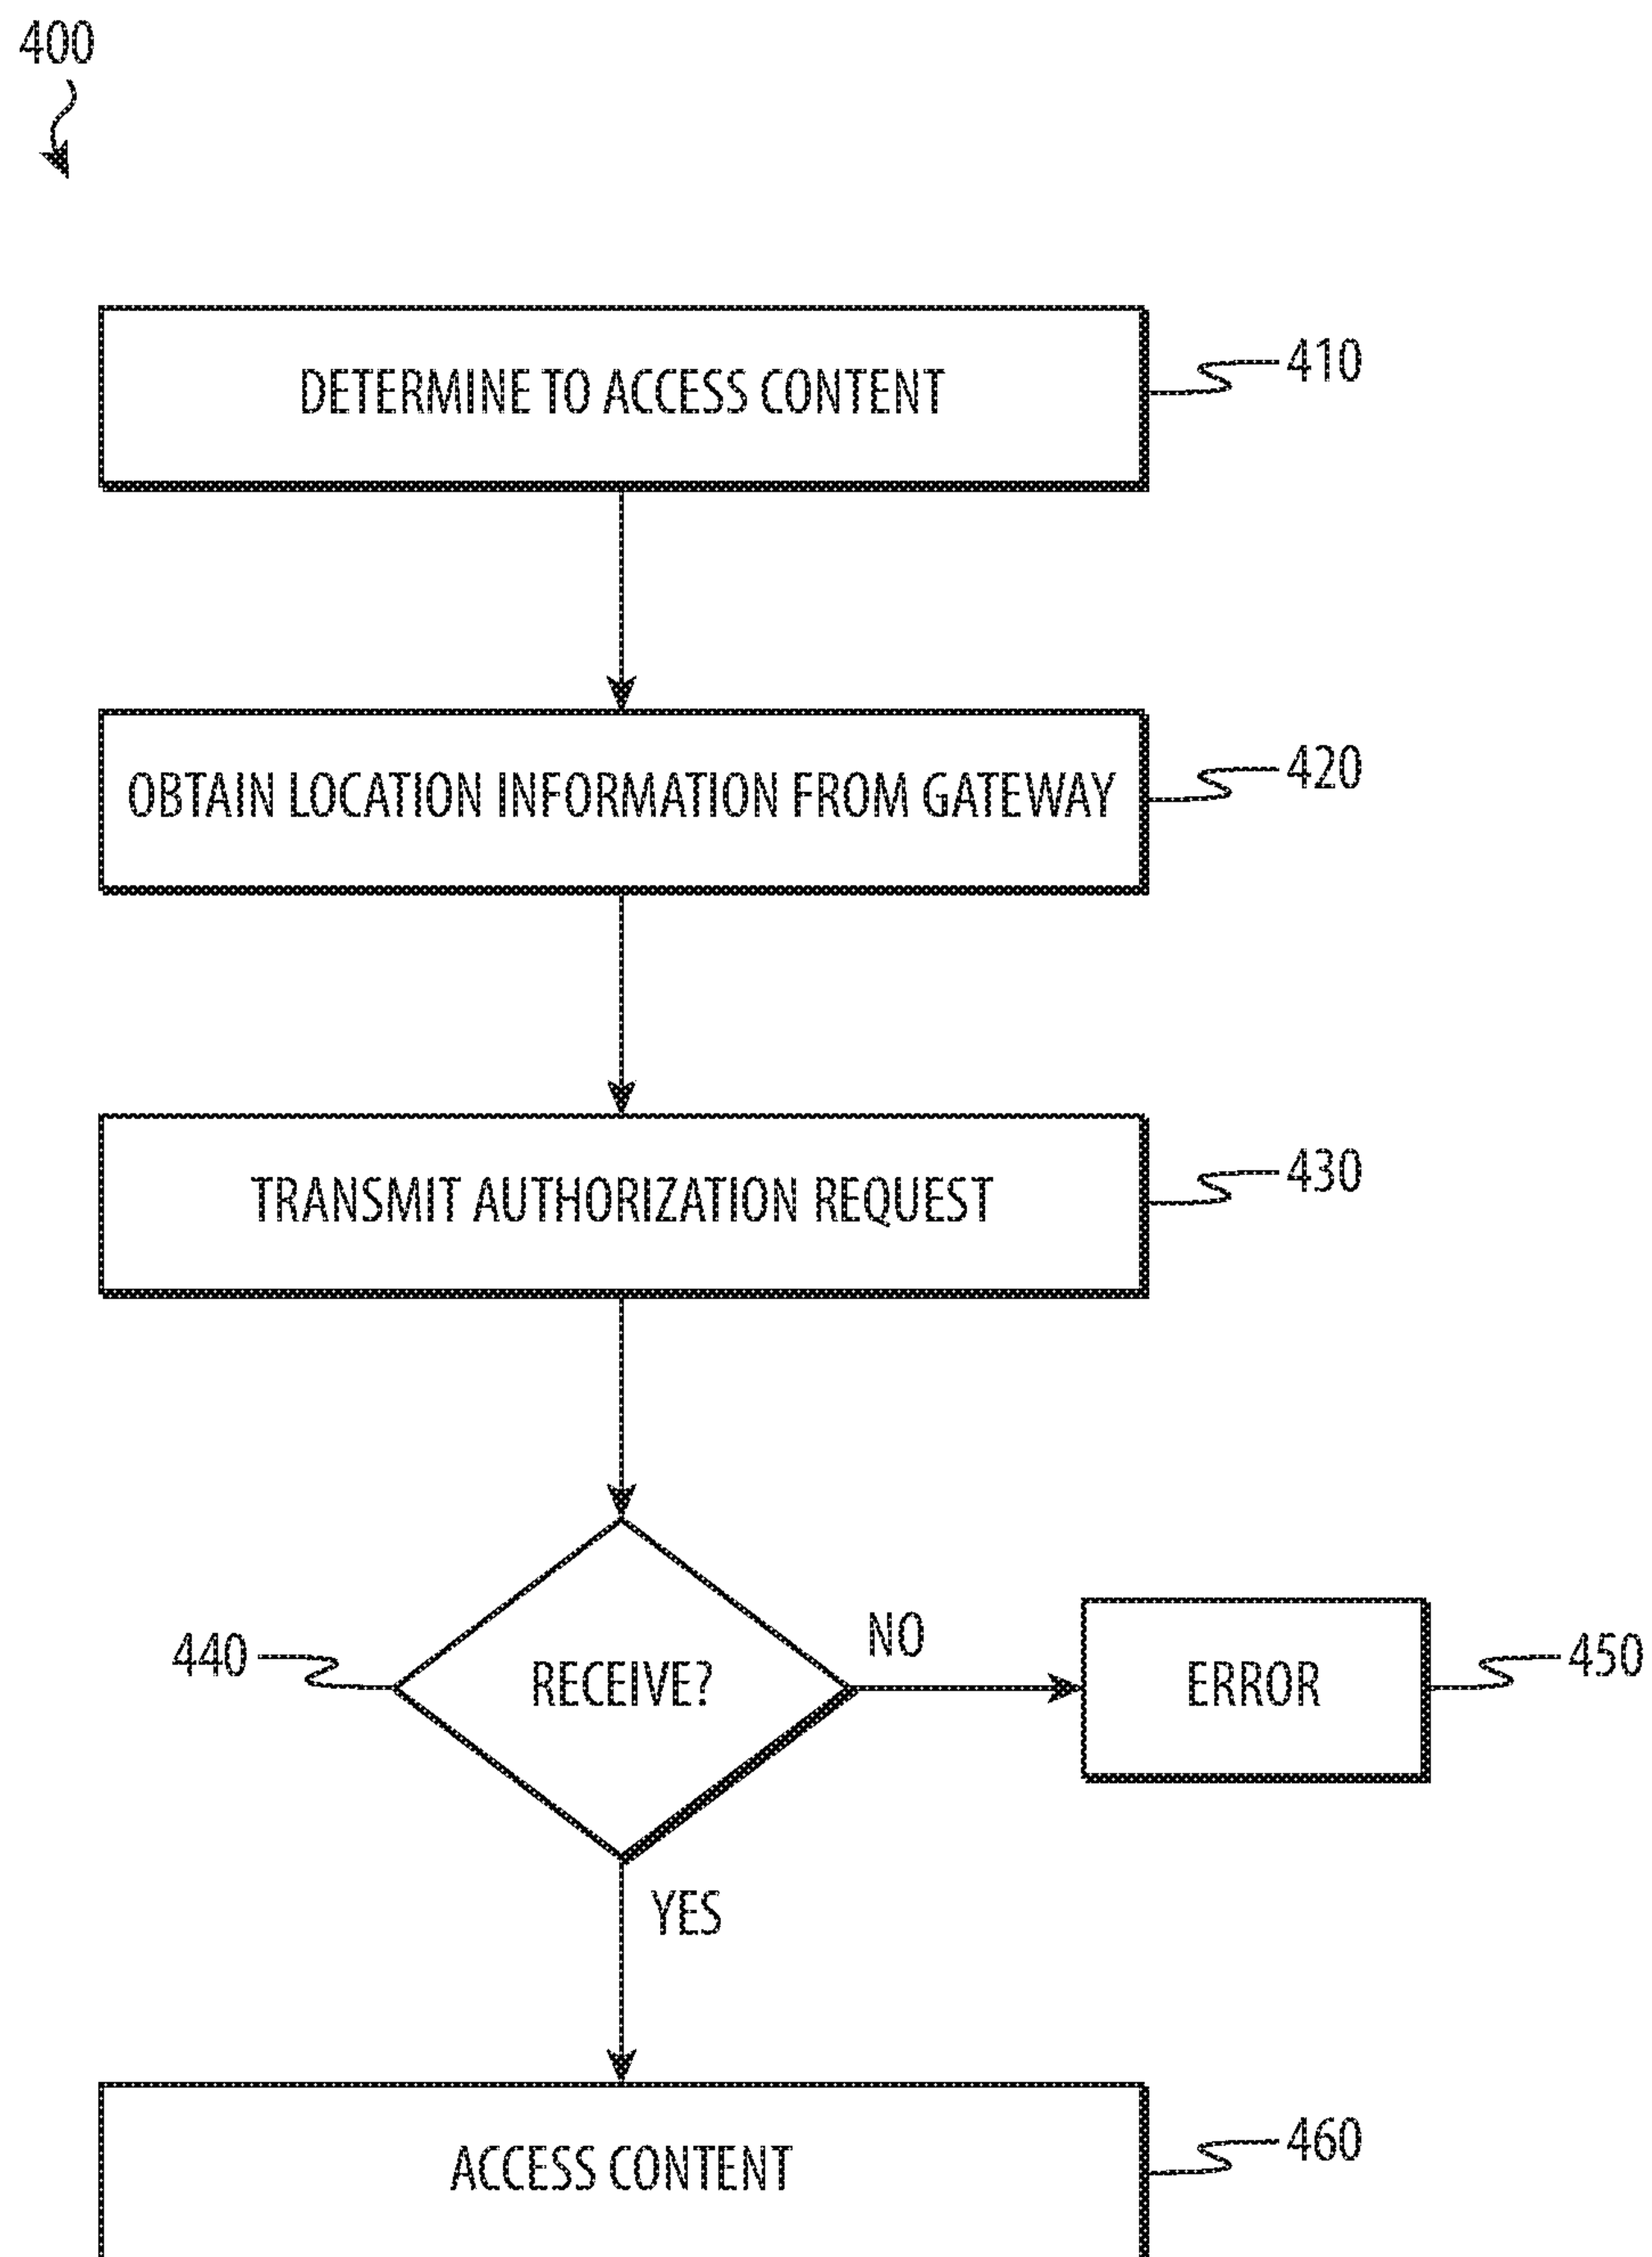 400
DETERMINE TO ACCESS CONTENT
410
OBTAIN LOCATION INFORMATION FROM GATEWAY
420
TRANSMIT AUTHORIZATION REQUEST
430
440
RECEIVE?
NO
ERROR
450
YES
ACCESS CONTENT
460